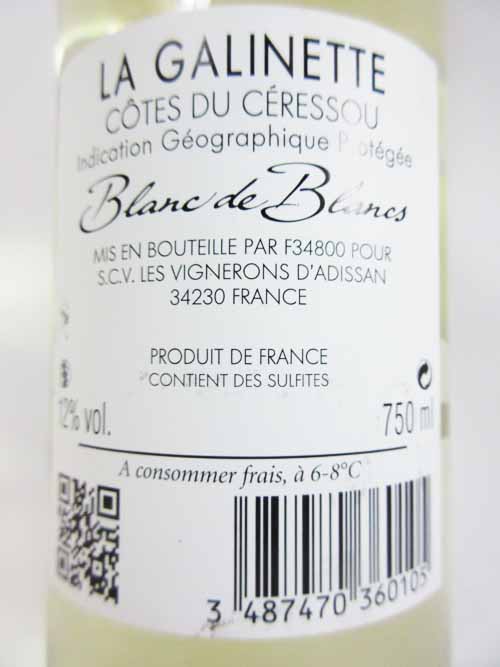 LA GALINETTE
CÔTES DU CÉRESSOU
Indication Géographique Protégée
Blanc de Blancs
MIS EN BOUTEILLE PAR F34800 POUR
S.C.V. LES VIGNERONS D'ADISSAN
34230 FRANCE
PRODUIT DE FRANCE
CONTIENT DES SULFITES
12% vol. 750 ml
A consommer frais, à 6-8°C
3 487470 360105